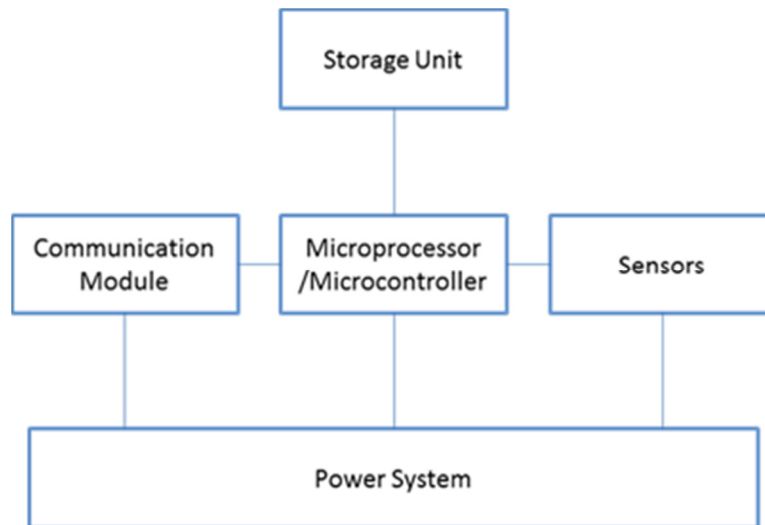 Storage Unit
Communication
Module
Microprocessor
/Microcontroller
Sensors
Power System